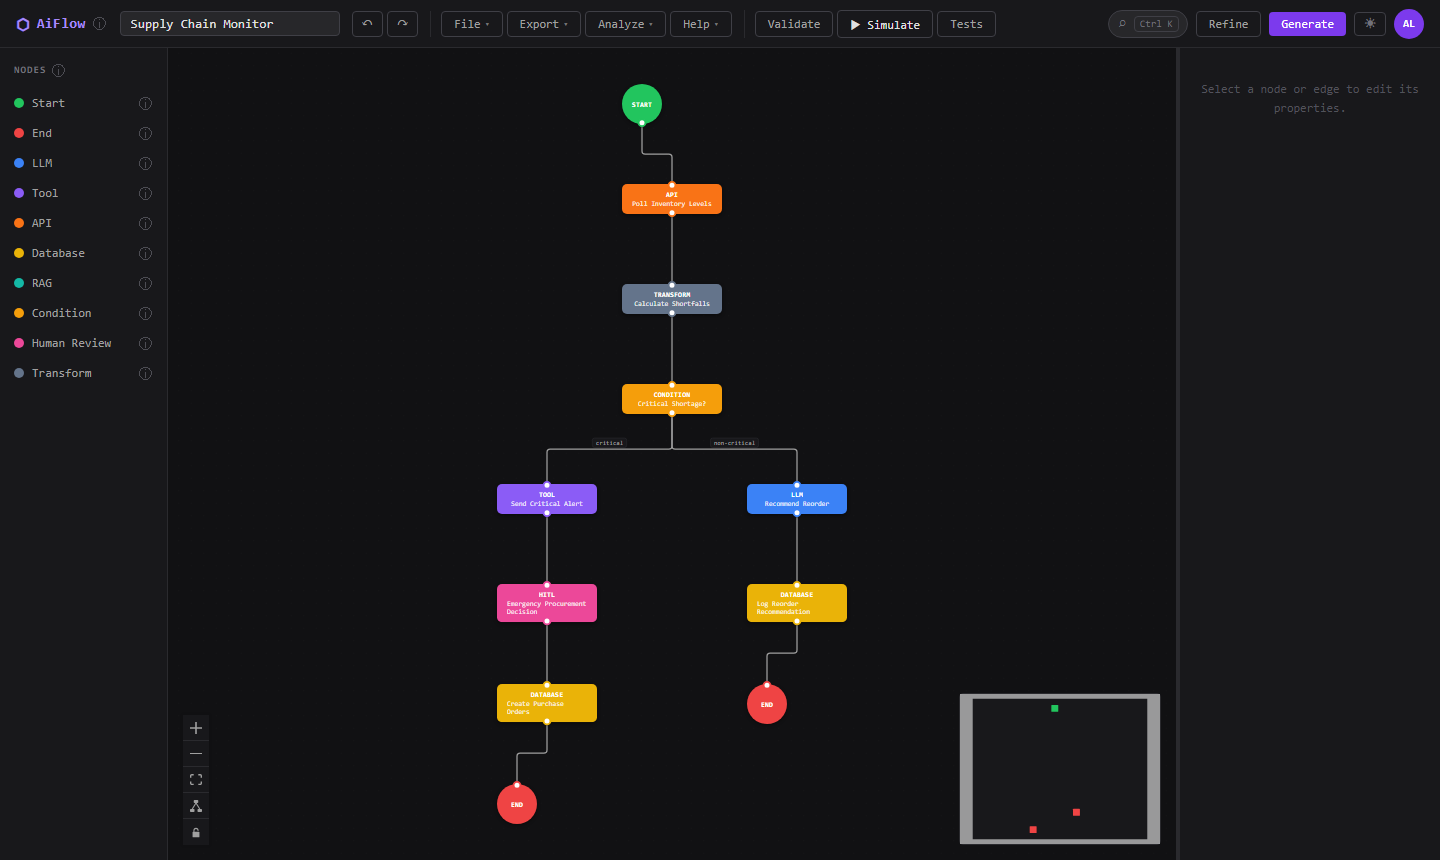 AiFlow
Supply Chain Monitor
File
Export
Analyze
Help
Validate
Simulate
Tests
Ctrl K
Refine
Generate
AL
NODES
Start
End
LLM
Tool
API
Database
RAG
Condition
Human Review
Transform
Select a node or edge to edit its
properties.
START
API
Poll Inventory Levels
TRANSFORM
Calculate Shortfalls
CONDITION
Critical Shortage?
critical
non-critical
TOOL
Send Critical Alert
LLM
Recommend Reorder
HITL
Emergency Procurement
Decision
DATABASE
Log Reorder
Recommendation
DATABASE
Create Purchase
Orders
END
END